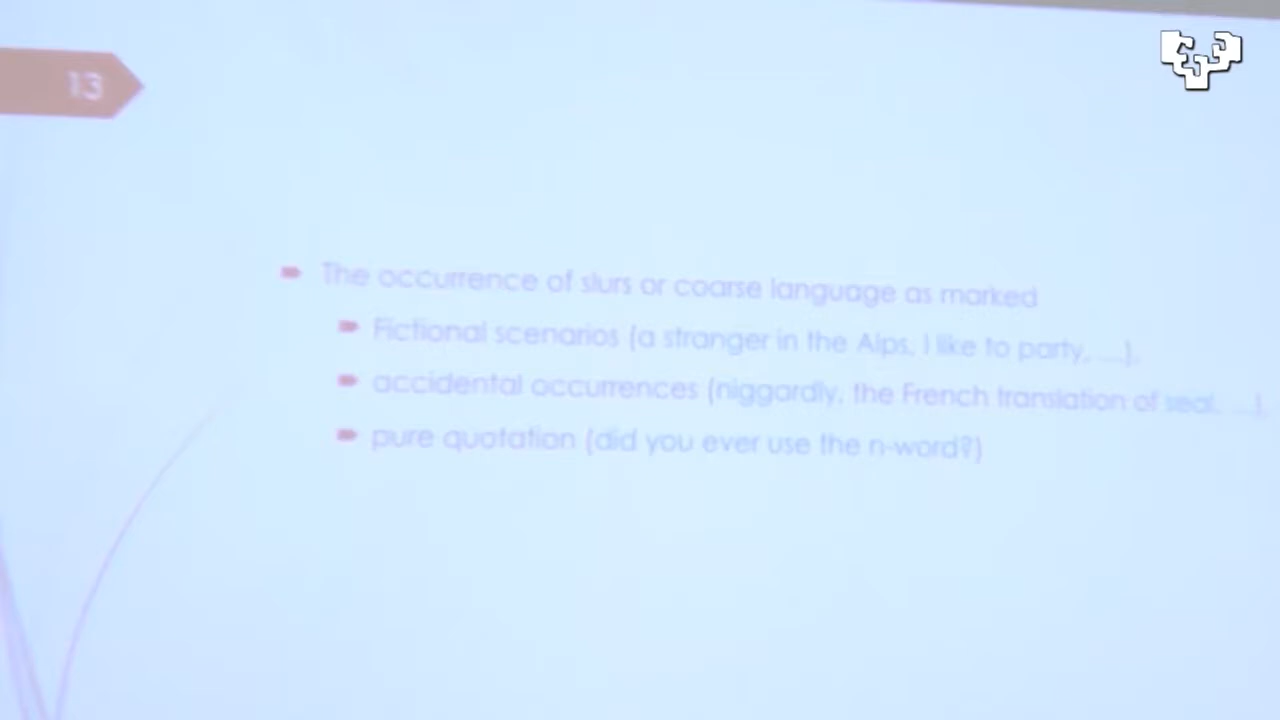 13
The occurrence of slurs or coarse language as marked
Fictional scenarios (a stranger in the Alps, I like to party, ...).
accidental occurrences (niggardly, the French translation of seal, ...).
pure quotation (did you ever use the n-word?)